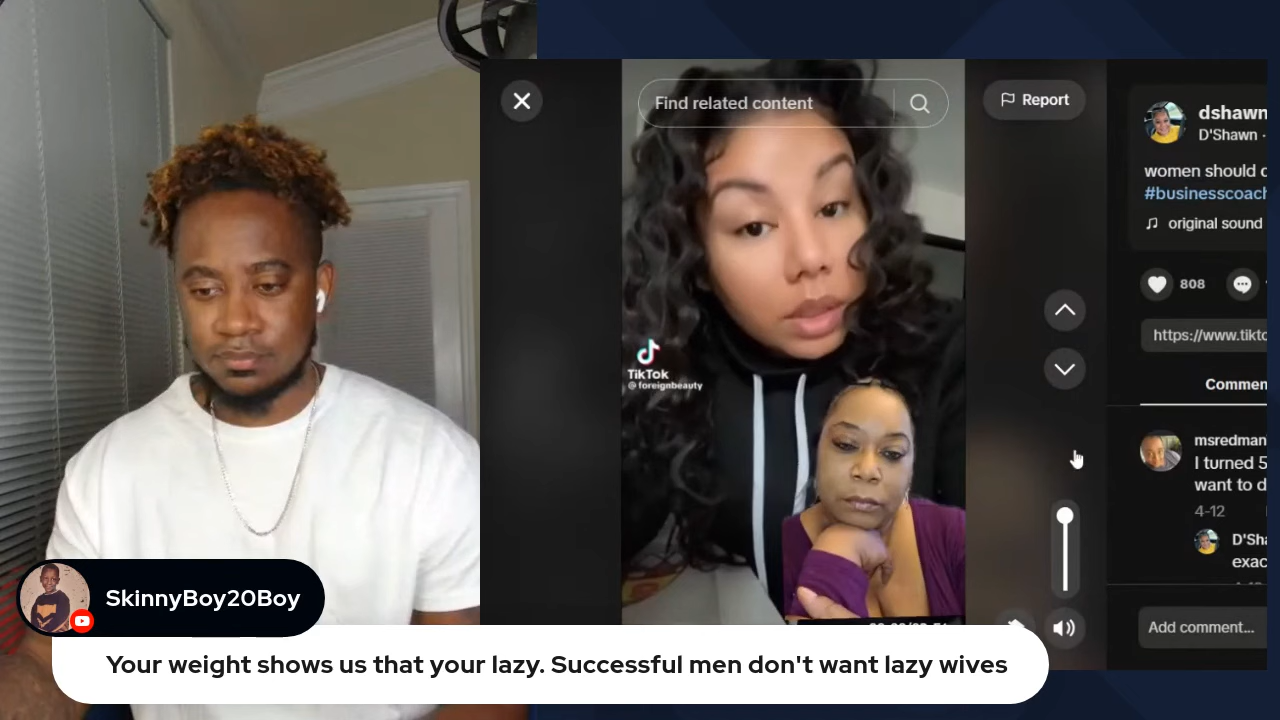 Find related content
Report
dshawn
D'Shawn ·
women should
#businesscoach
original sound
808
https://www.tikto
TikTok
@foreignbeauty
Commen
msredman
I turned 5
want to d
4-12
D'Sha
exac
Add comment...
SkinnyBoy20Boy
Your weight shows us that your lazy. Successful men don't want lazy wives